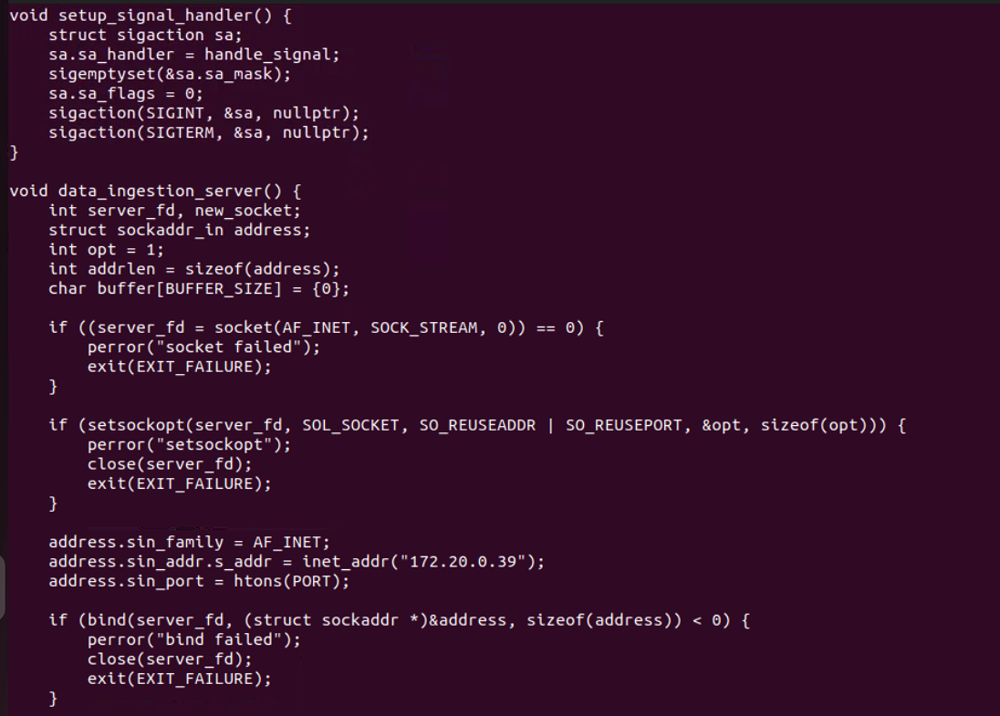 void setup_signal_handler() {
    struct sigaction sa;
    sa.sa_handler = handle_signal;
    sigemptyset(&sa.sa_mask);
    sa.sa_flags = 0;
    sigaction(SIGINT, &sa, nullptr);
    sigaction(SIGTERM, &sa, nullptr);
}

void data_ingestion_server() {
    int server_fd, new_socket;
    struct sockaddr_in address;
    int opt = 1;
    int addrlen = sizeof(address);
    char buffer[BUFFER_SIZE] = {0};

    if ((server_fd = socket(AF_INET, SOCK_STREAM, 0)) == 0) {
        perror("socket failed");
        exit(EXIT_FAILURE);
    }

    if (setsockopt(server_fd, SOL_SOCKET, SO_REUSEADDR | SO_REUSEPORT, &opt, sizeof(opt))) {
        perror("setsockopt");
        close(server_fd);
        exit(EXIT_FAILURE);
    }

    address.sin_family = AF_INET;
    address.sin_addr.s_addr = inet_addr("172.20.0.39");
    address.sin_port = htons(PORT);

    if (bind(server_fd, (struct sockaddr *)&address, sizeof(address)) < 0) {
        perror("bind failed");
        close(server_fd);
        exit(EXIT_FAILURE);
    }